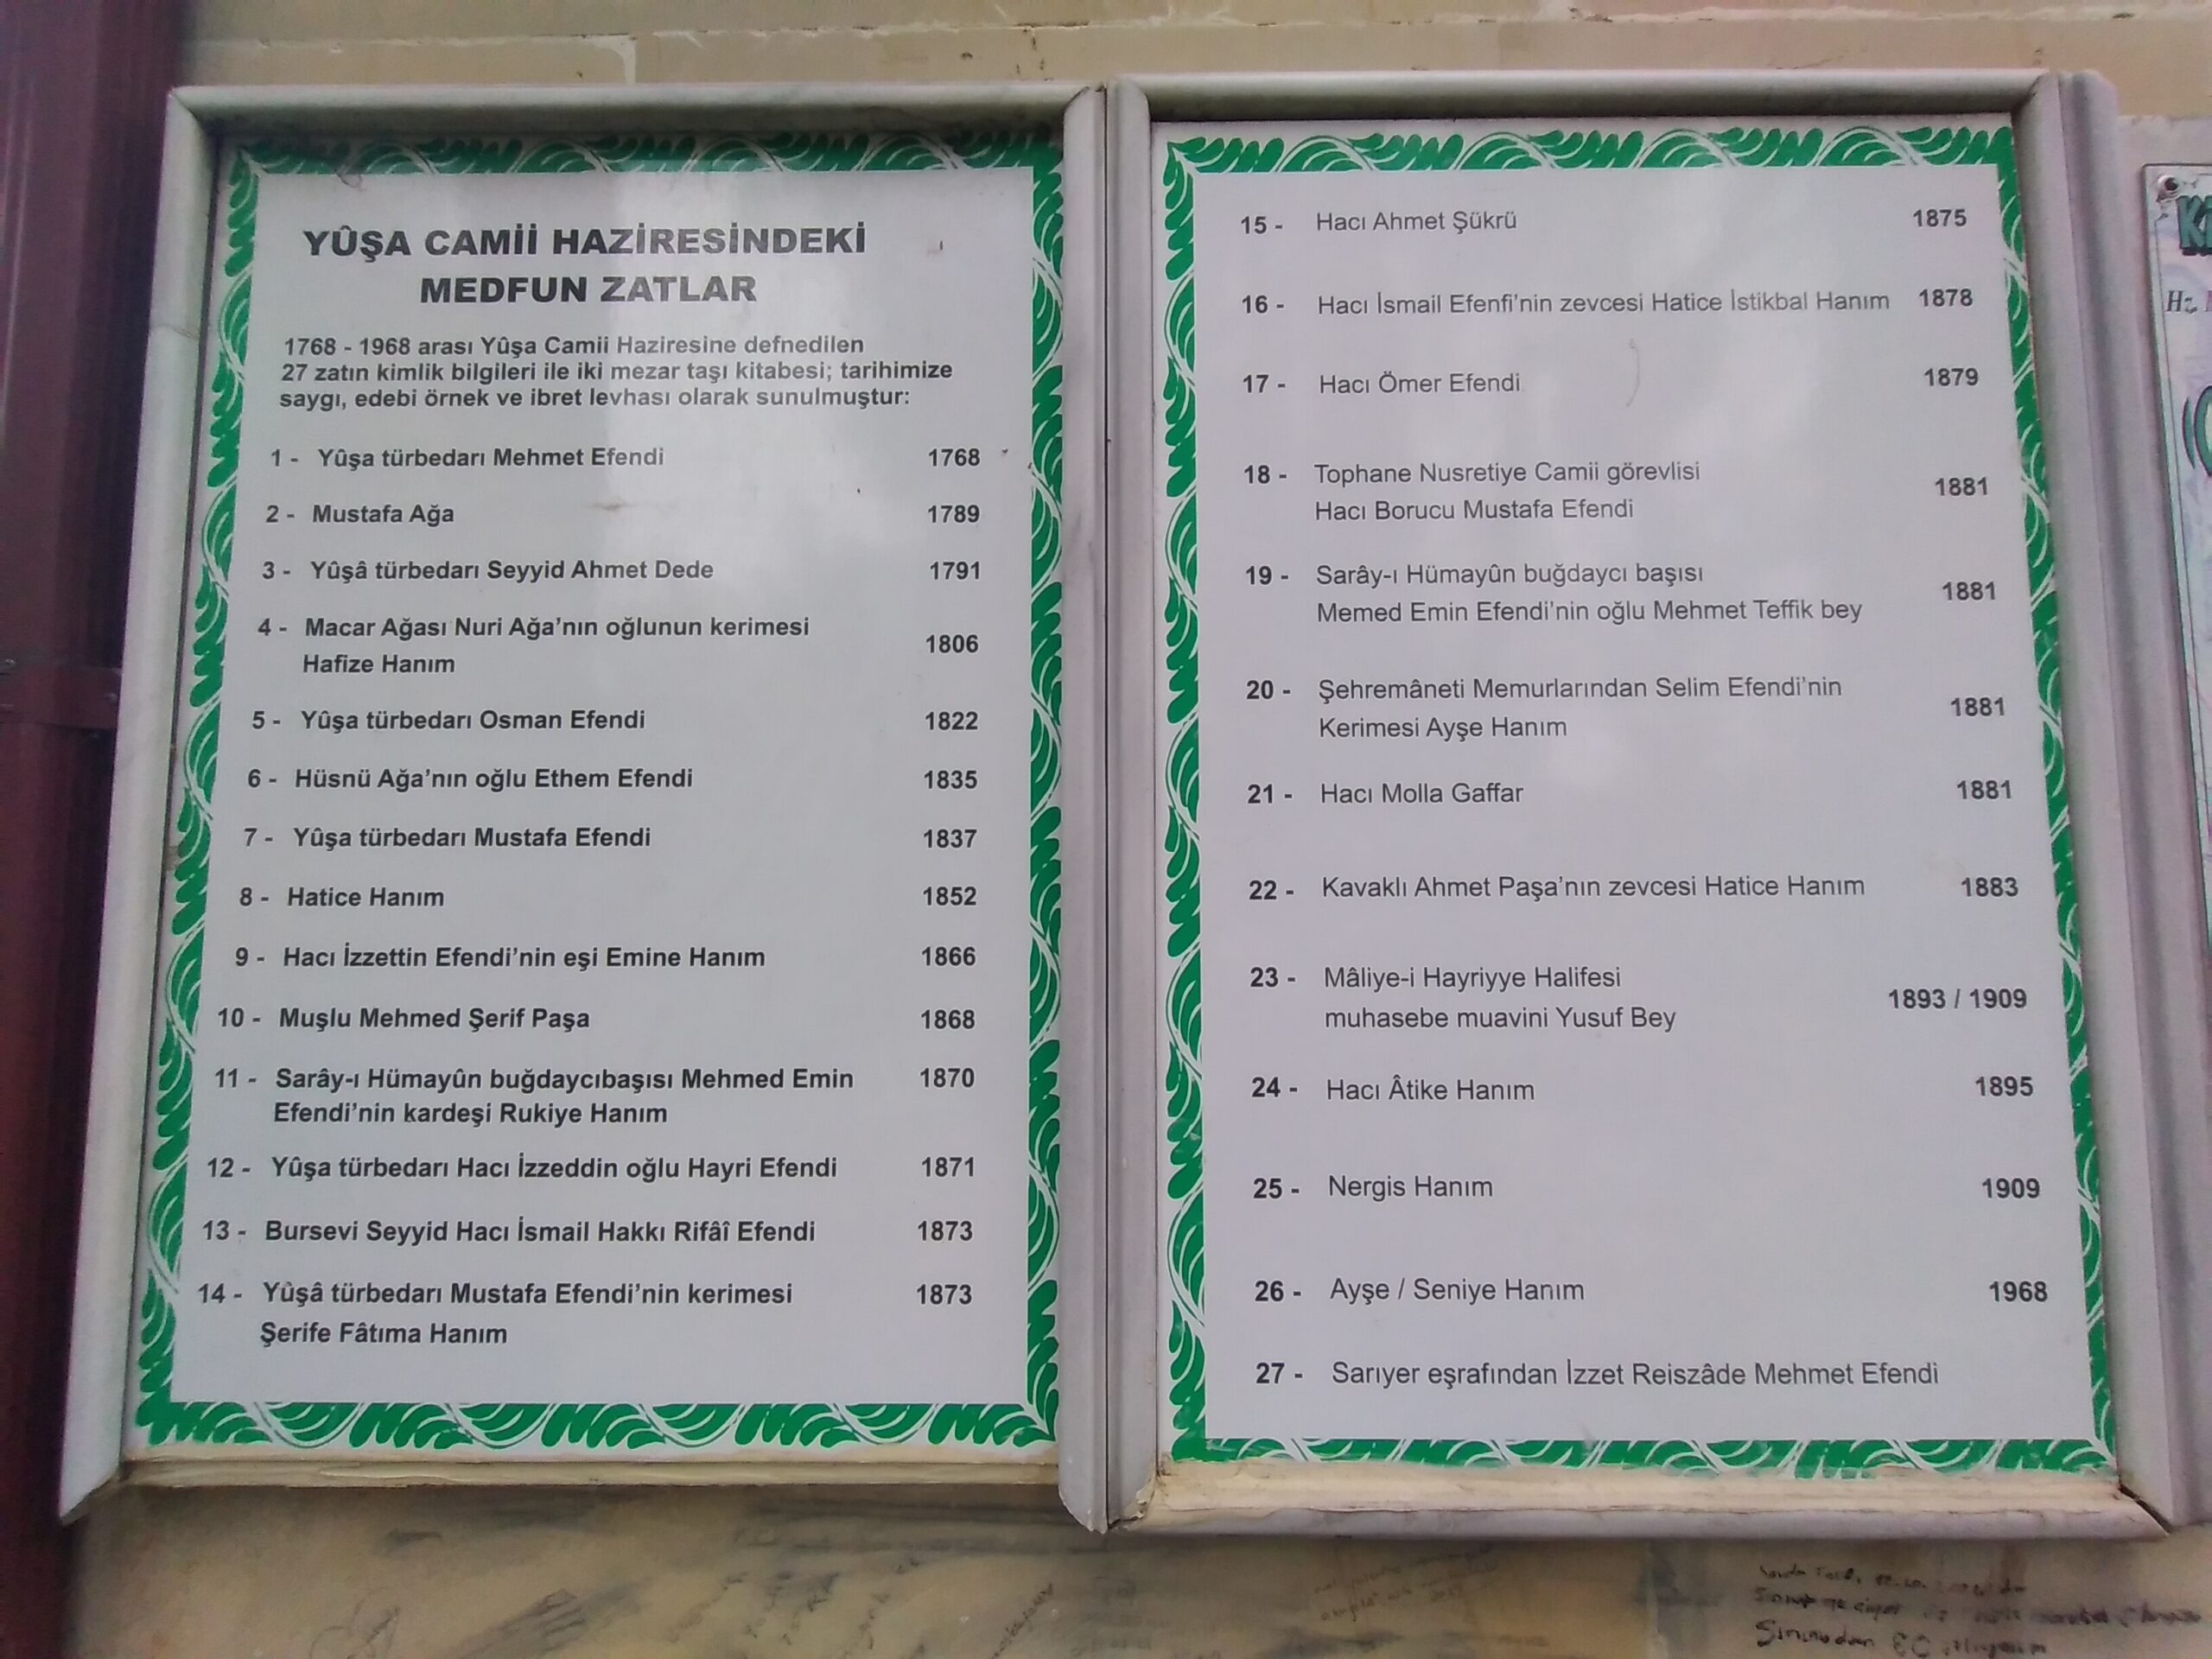 YÛŞA CAMİİ HAZİRESİNDEKİ
MEDFUN ZATLAR
1768 - 1968 arası Yûşa Camii Haziresine defnedilen
27 zatın kimlik bilgileri ile iki mezar taşı kitabesi; tarihimize
saygı, edebi örnek ve ibret levhası olarak sunulmuştur:
1 - Yûşa türbedarı Mehmet Efendi 1768
2 - Mustafa Ağa 1789
3 - Yûşâ türbedarı Seyyid Ahmet Dede 1791
4 - Macar Ağası Nuri Ağa'nın oğlunun kerimesi
Hafize Hanım 1806
5 - Yûşa türbedarı Osman Efendi 1822
6 - Hüsnü Ağa'nın oğlu Ethem Efendi 1835
7 - Yûşa türbedarı Mustafa Efendi 1837
8 - Hatice Hanım 1852
9 - Hacı İzzettin Efendi'nin eşi Emine Hanım 1866
10 - Muşlu Mehmed Şerif Paşa 1868
11 - Sarây-ı Hümayûn buğdaycıbaşısı Mehmed Emin 1870
Efendi'nin kardeşi Rukiye Hanım
12 - Yûşa türbedarı Hacı İzzeddin oğlu Hayri Efendi 1871
13 - Bursevi Seyyid Hacı İsmail Hakkı Rifâî Efendi 1873
14 - Yûşâ türbedarı Mustafa Efendi'nin kerimesi 1873
Şerife Fâtıma Hanım
15 - Hacı Ahmet Şükrü 1875
16 - Hacı İsmail Efenfi'nin zevcesi Hatice İstikbal Hanım 1878
17 - Hacı Ömer Efendi 1879
18 - Tophane Nusretiye Camii görevlisi
Hacı Borucu Mustafa Efendi 1881
19 - Sarây-ı Hümayûn buğdaycı başısı
Memed Emin Efendi'nin oğlu Mehmet Teffik bey 1881
20 - Şehremâneti Memurlarından Selim Efendi'nin
Kerimesi Ayşe Hanım 1881
21 - Hacı Molla Gaffar 1881
22 - Kavaklı Ahmet Paşa'nın zevcesi Hatice Hanım 1883
23 - Mâliye-i Hayriyye Halifesi
muhasebe muavini Yusuf Bey 1893 / 1909
24 - Hacı Âtike Hanım 1895
25 - Nergis Hanım 1909
26 - Ayşe / Seniye Hanım 1968
27 - Sarıyer eşrafından İzzet Reiszâde Mehmet Efendi
Hz.